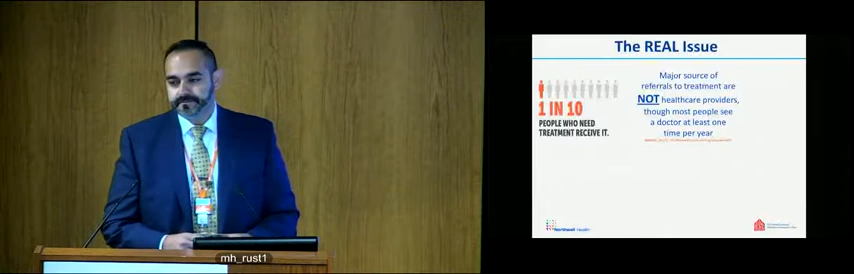 The REAL Issue
Major source of
referrals to treatment are
NOT healthcare providers,
though most people see
a doctor at least one
time per year
1 IN 10
PEOPLE WHO NEED
TREATMENT RECEIVE IT.
Northwell Health
mh_rust1